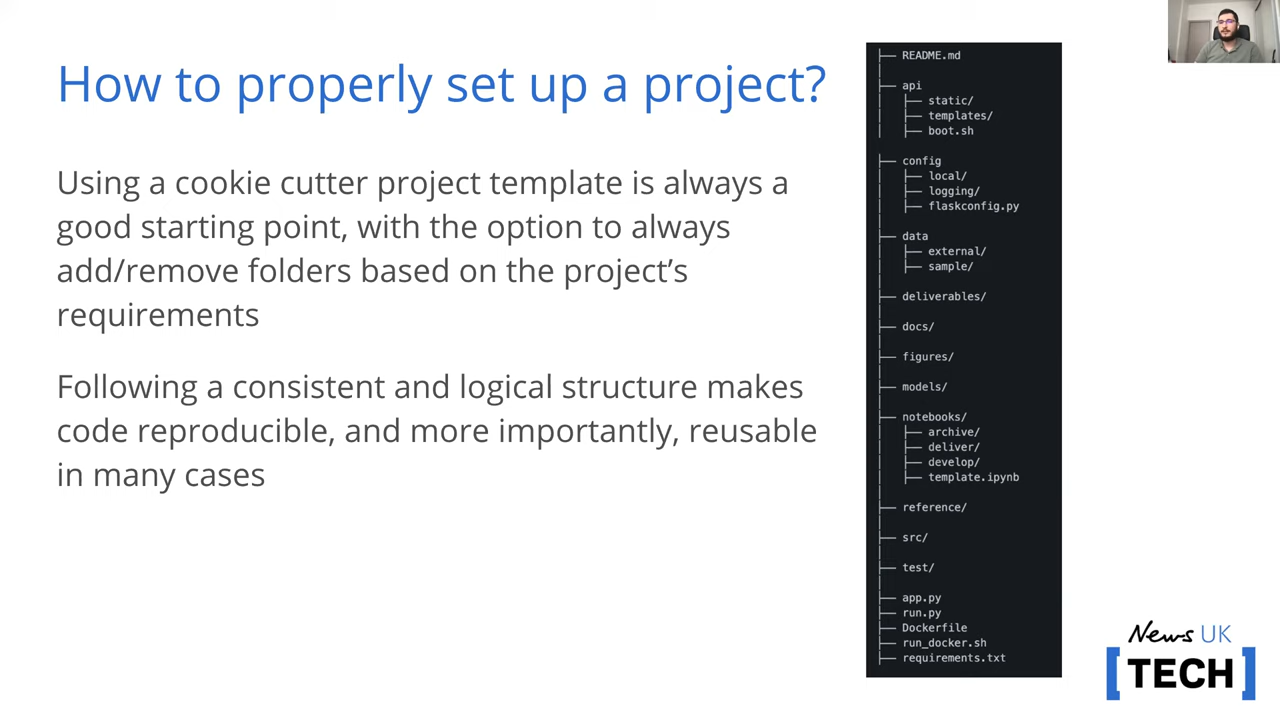 How to properly set up a project?
Using a cookie cutter project template is always a
good starting point, with the option to always
add/remove folders based on the project’s
requirements
Following a consistent and logical structure makes
code reproducible, and more importantly, reusable
in many cases
├── README.md
├── api
│   ├── static/
│   ├── templates/
│   ├── boot.sh
├── config
│   ├── local/
│   ├── logging/
│   ├── flaskconfig.py
├── data
│   ├── external/
│   ├── sample/
├── deliverables/
├── docs/
├── figures/
├── models/
├── notebooks/
│   ├── archive/
│   ├── deliver/
│   ├── develop/
│   ├── template.ipynb
├── reference/
├── src/
├── test/
├── app.py
├── run.py
├── Dockerfile
├── run_docker.sh
├── requirements.txt
News UK
[TECH]